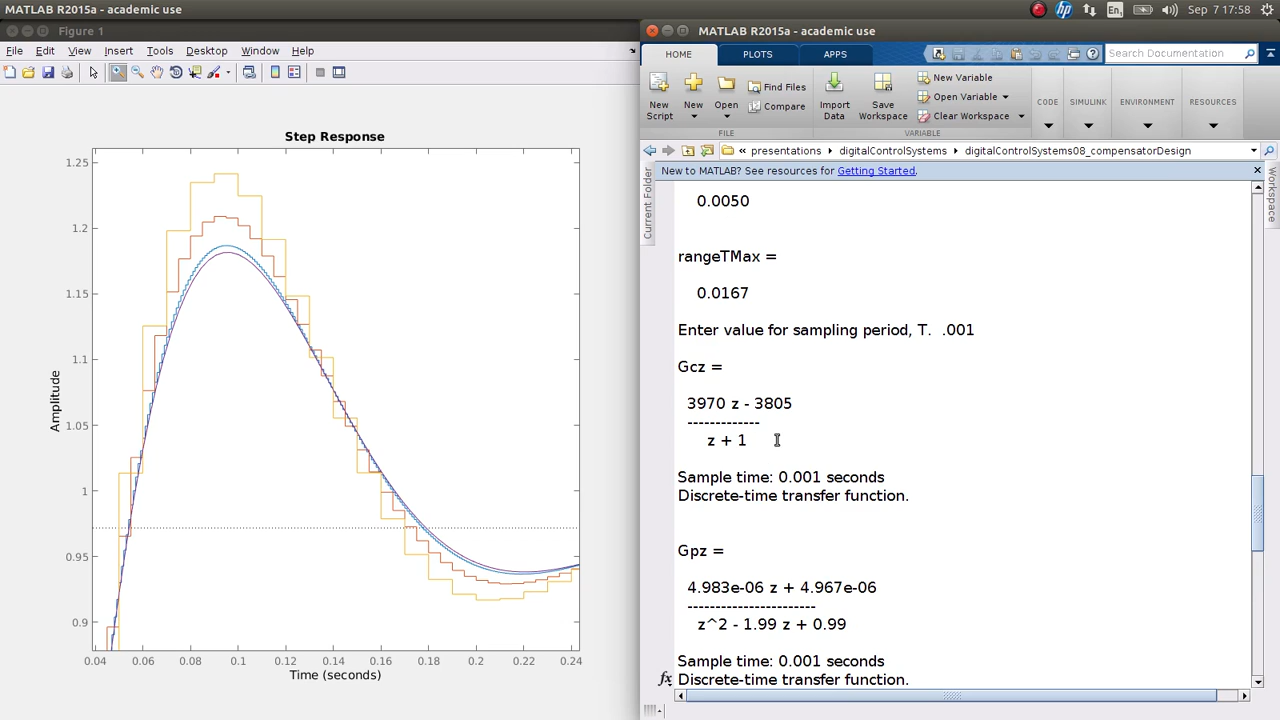 MATLAB R2015a - academic use
En1
Sep 7 17:58
Figure 1
File Edit View Insert Tools Desktop Window Help
Step Response
1.25
1.2
1.15
1.1
1.05
1
0.95
0.9
Amplitude
0.04 0.06 0.08 0.1 0.12 0.14 0.16 0.18 0.2 0.22 0.24
Time (seconds)
MATLAB R2015a - academic use
HOME PLOTS APPS
Search Documentation
New Script
New
Open
Find Files
Compare
Import Data
Save Workspace
New Variable
Open Variable
Clear Workspace
CODE
SIMULINK
ENVIRONMENT
RESOURCES
FILE
VARIABLE
« presentations digitalControlSystems digitalControlSystems08_compensatorDesign
New to MATLAB? See resources for Getting Started.
Current Folder
Workspace
0.0050
rangeTMax =
0.0167
Enter value for sampling period, T. .001
Gcz =
3970 z - 3805
-------------
z + 1
Sample time: 0.001 seconds
Discrete-time transfer function.
Gpz =
4.983e-06 z + 4.967e-06
-----------------------
z^2 - 1.99 z + 0.99
Sample time: 0.001 seconds
Discrete-time transfer function.
fx